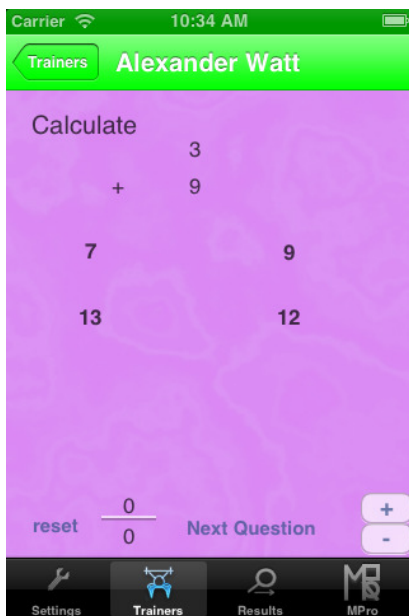 Carrier 10:34 AM
Trainers Alexander Watt
Calculate
3
+ 9
7 9
13 12
0
reset Next Question +
0 -
Settings Trainers Results MPro